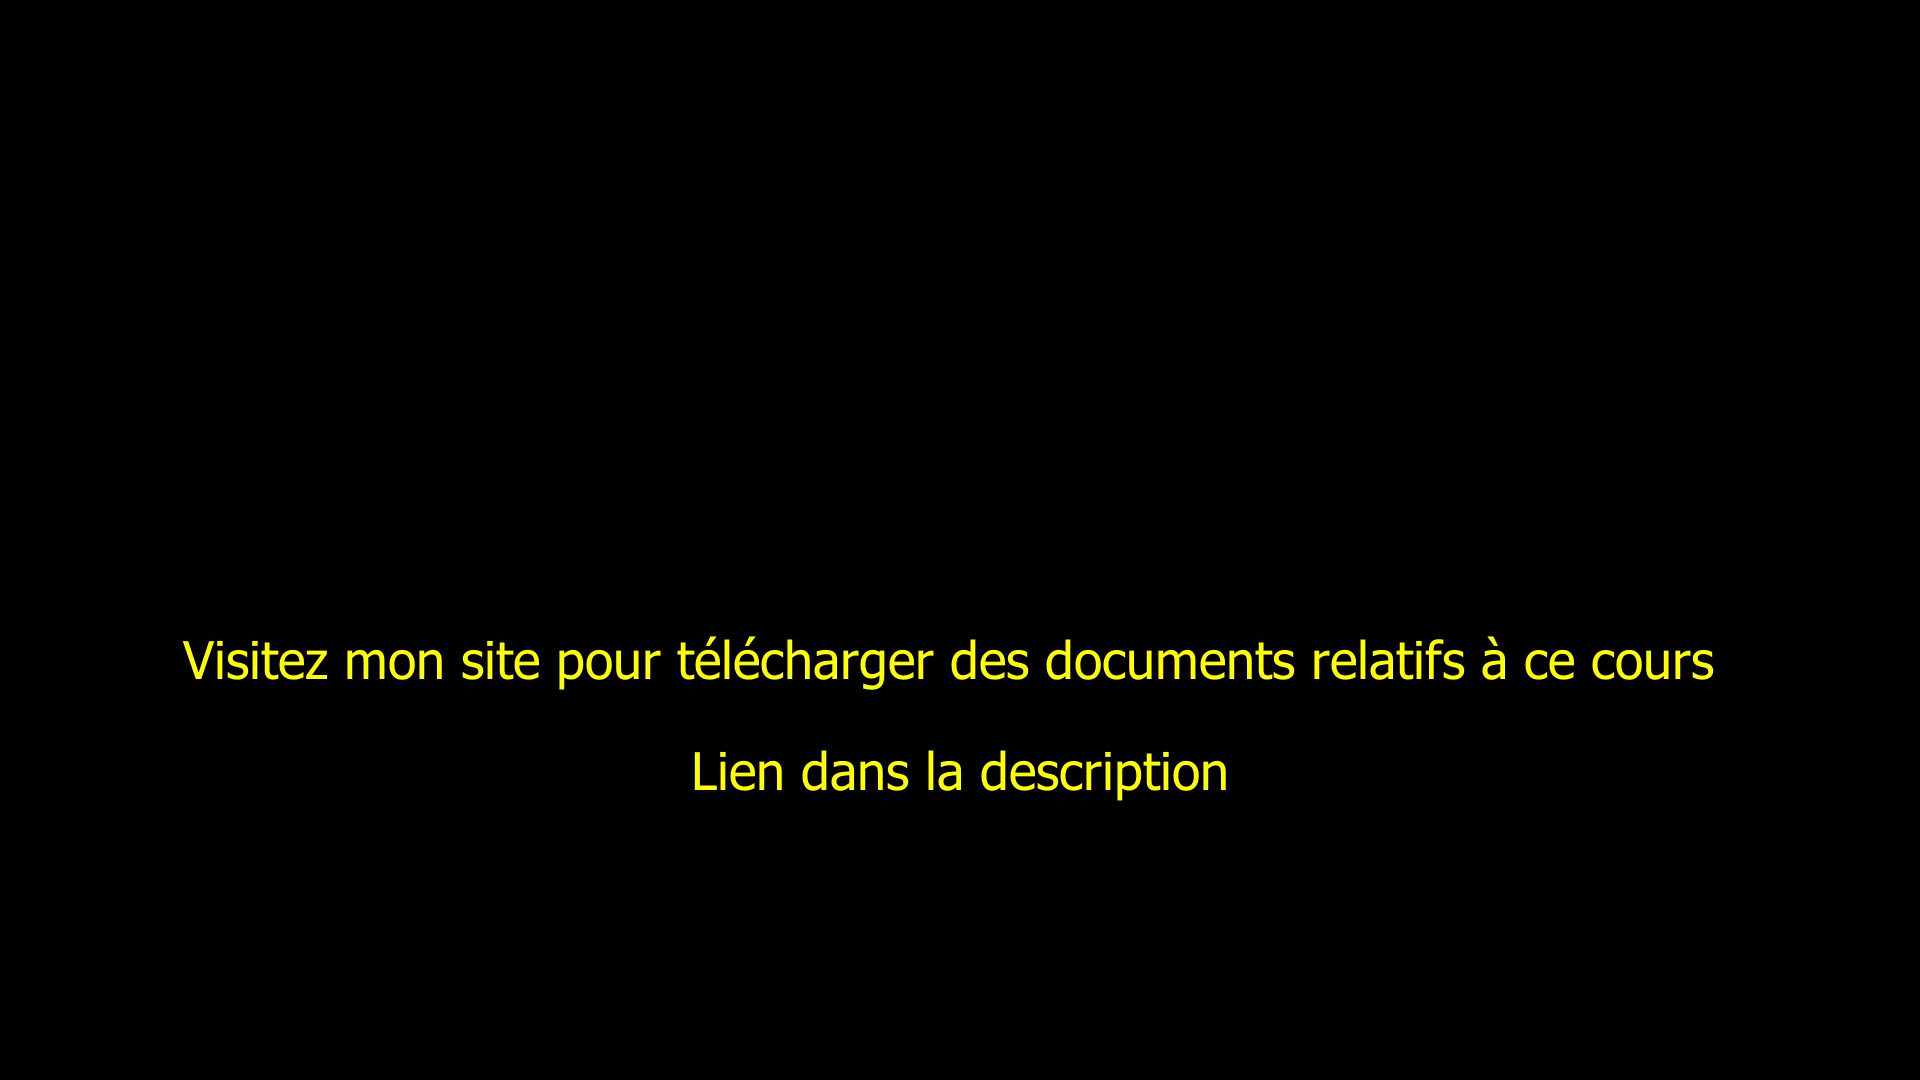 Visitez mon site pour télécharger des documents relatifs à ce cours
Lien dans la description